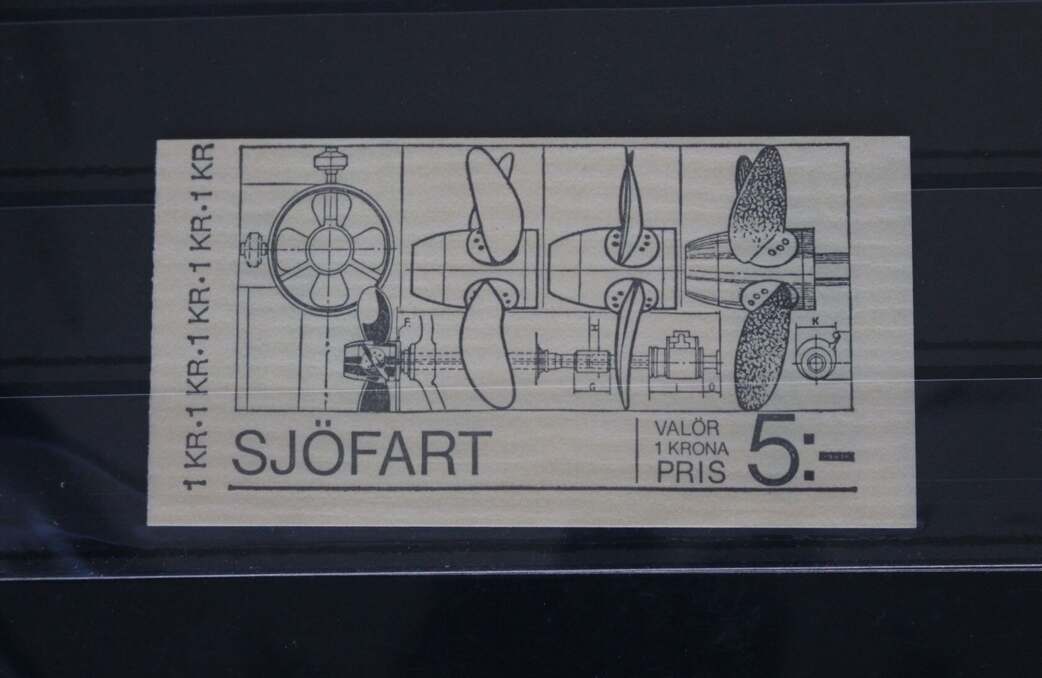 1 KR·1 KR·1 KR·1 KR·1 KR
F
H
G
I
O
K
SJÖFART
VALÖR
1 KRONA
PRIS 5:-